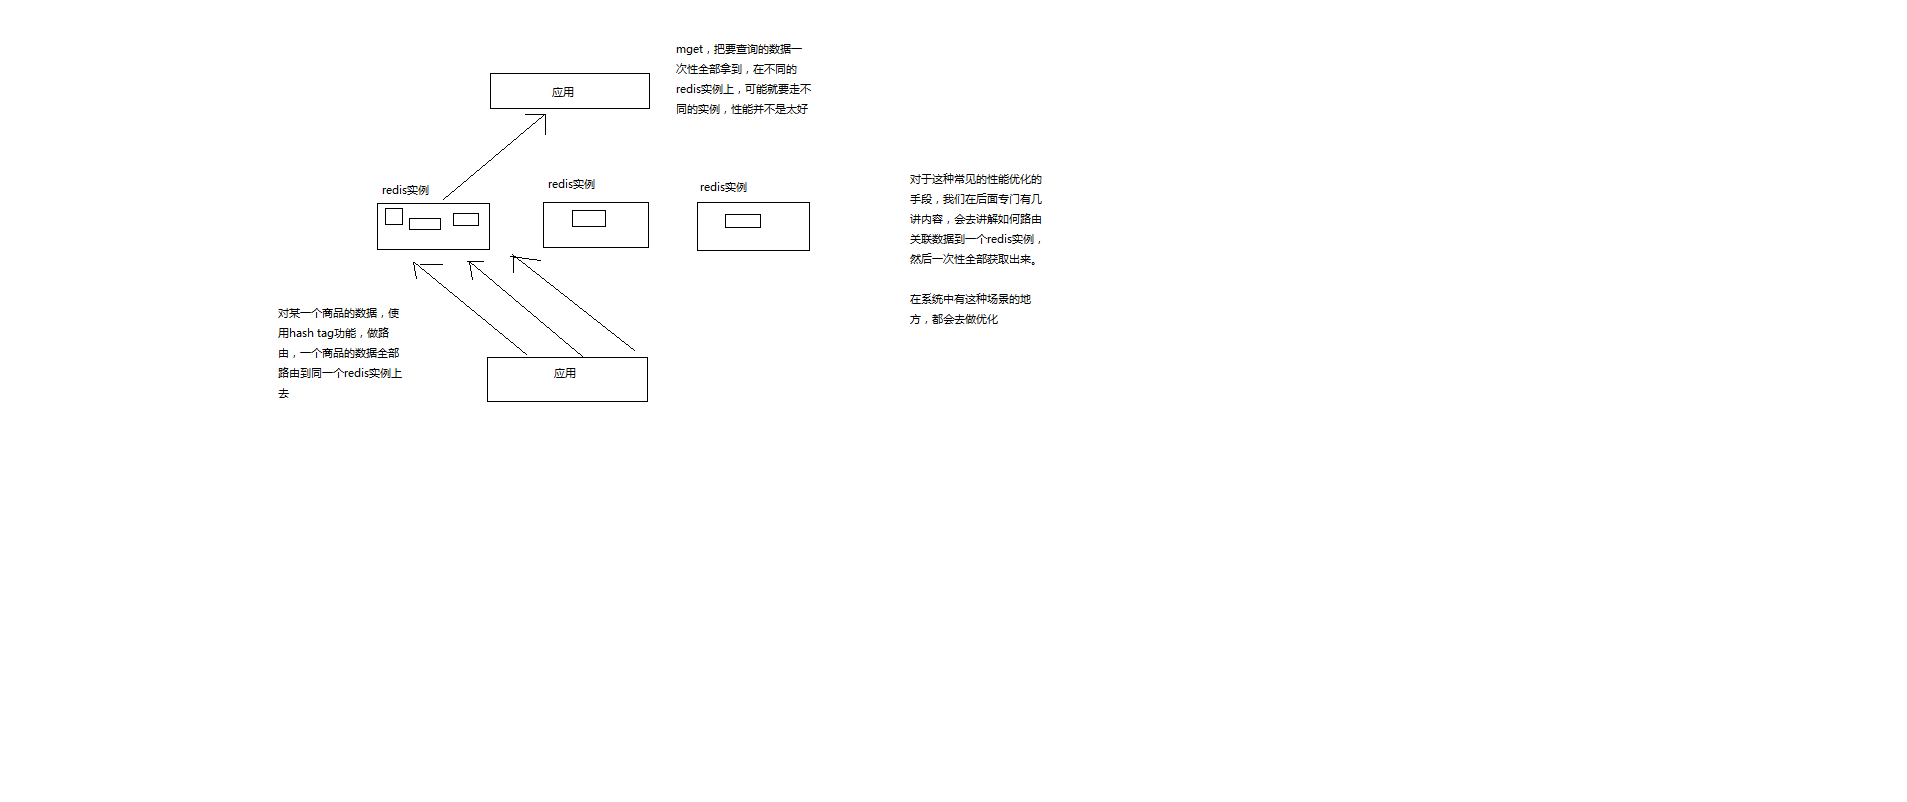 mget，把要查询的数据一
次性全部拿到，在不同的
redis实例上，可能就要走不
同的实例，性能并不是太好
应用
redis实例
redis实例
redis实例
对于这种常见的性能优化的
手段，我们在后面专门有几
讲内容，会去讲解如何路由
关联数据到一个redis实例，
然后一次性全部获取出来。
在系统中有这种场景的地
方，都会去做优化
对某一个商品的数据，使
用hash tag功能，做路
由，一个商品的数据全部
路由到同一个redis实例上
去
应用